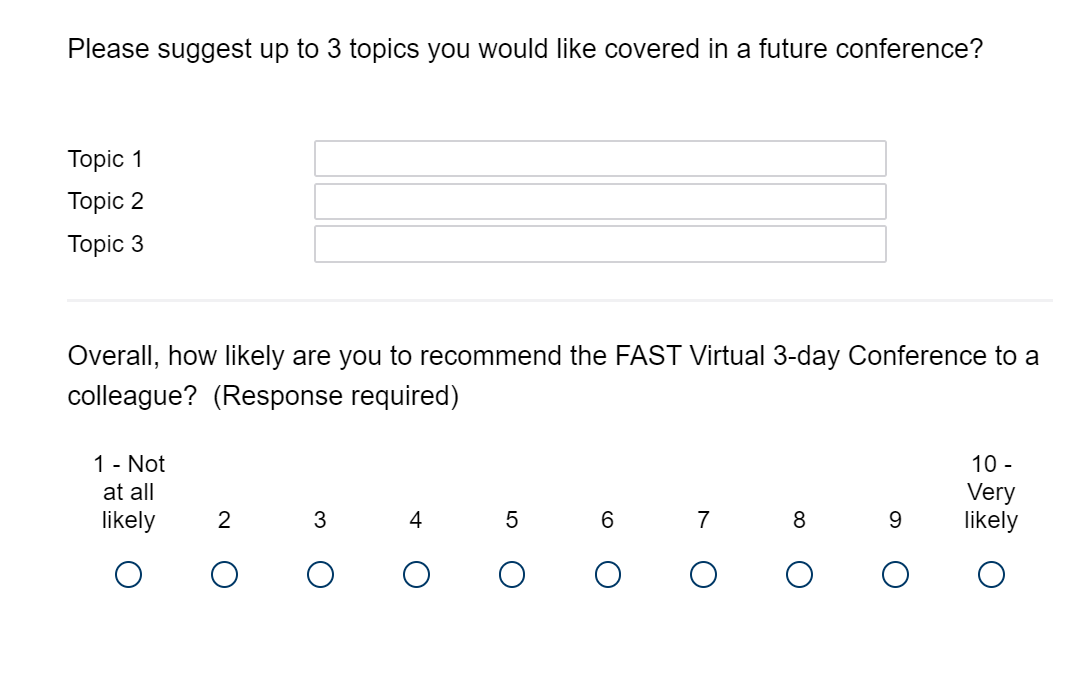 Please suggest up to 3 topics you would like covered in a future conference?
Topic 1
Topic 2
Topic 3
Overall, how likely are you to recommend the FAST Virtual 3-day Conference to a
colleague?  (Response required)
1 - Not
at all
likely
2
3
4
5
6
7
8
9
10 -
Very
likely